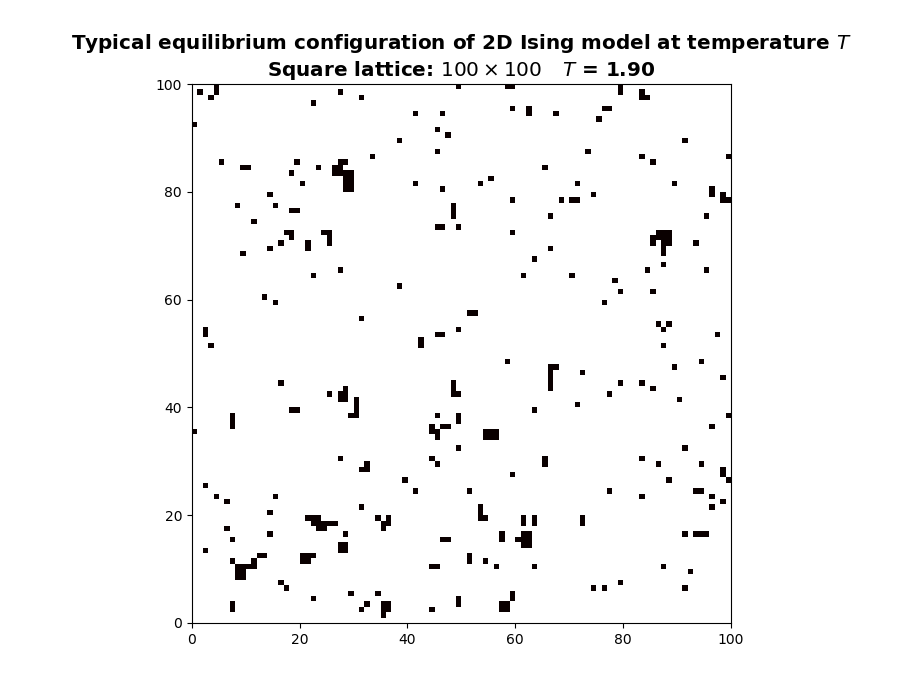 Typical equilibrium configuration of 2D Ising model at temperature T
Square lattice: 100 × 100 T = 1.90
100
80
60
40
20
0
0 20 40 60 80 100